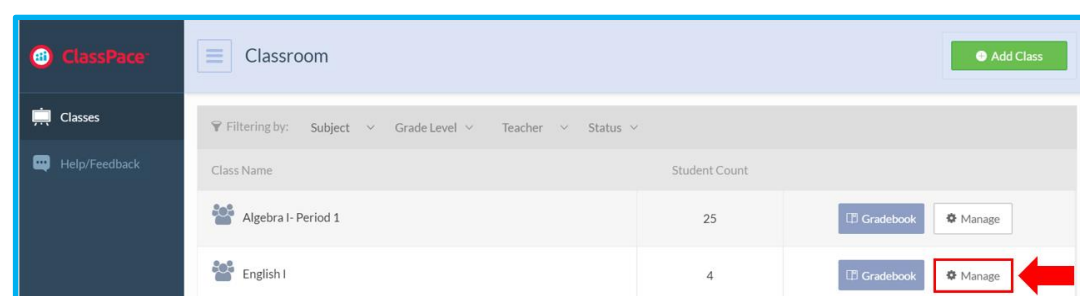 ClassPace
Classroom
Add Class
Classes
Filtering by: Subject Grade Level Teacher Status
Help/Feedback
Class Name Student Count
Algebra I- Period 1 25 Gradebook Manage
English I 4 Gradebook Manage